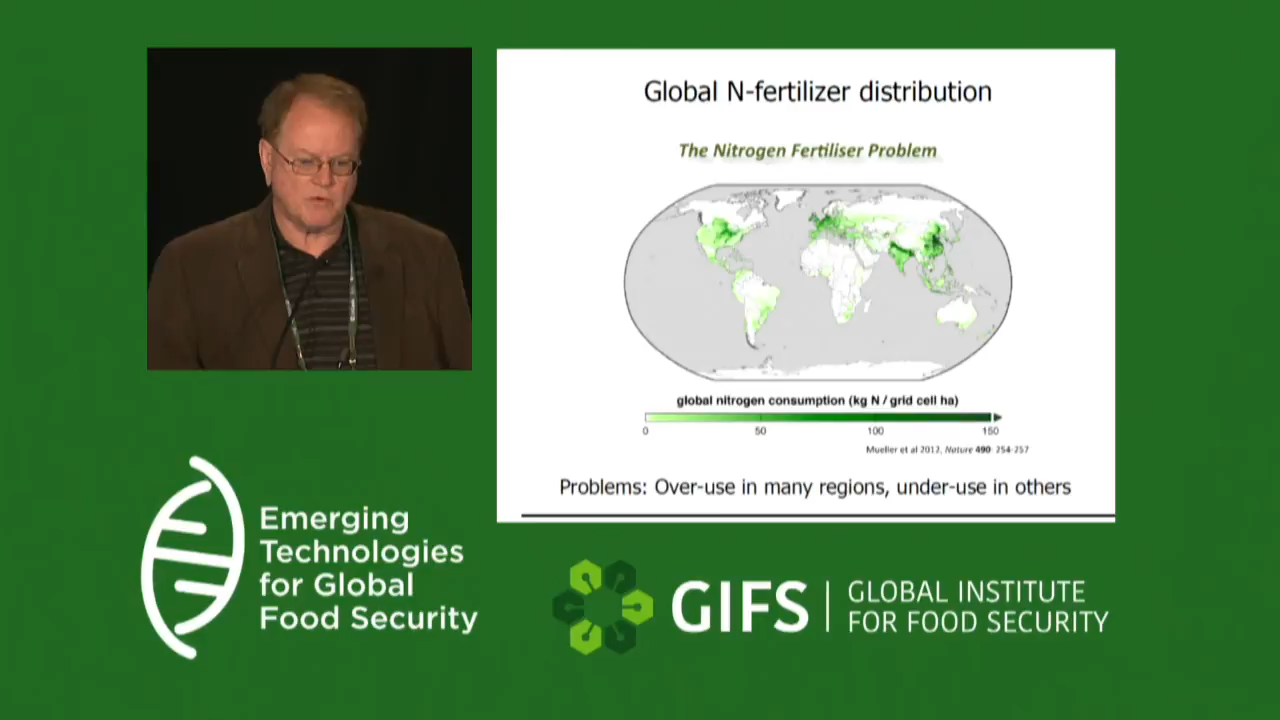 Global N-fertilizer distribution
The Nitrogen Fertiliser Problem
global nitrogen consumption (kg N / grid cell ha)
0 50 100 150
Mueller et al 2012, Nature 490: 254-257
Problems: Over-use in many regions, under-use in others
Emerging
Technologies
for Global
Food Security
GIFS
GLOBAL INSTITUTE
FOR FOOD SECURITY